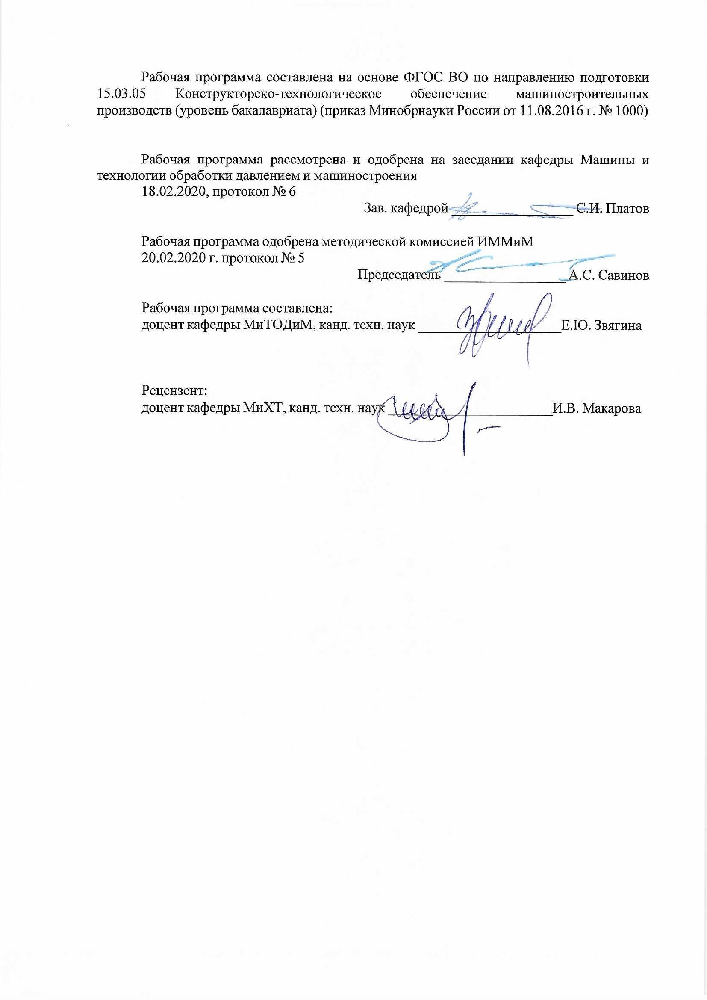 Рабочая программа составлена на основе ФГОС ВО по направлению подготовки
15.03.05 Конструкторско-технологическое обеспечение машиностроительных
производств (уровень бакалавриата) (приказ Минобрнауки России от 11.08.2016 г. № 1000)
Рабочая программа рассмотрена и одобрена на заседании кафедры Машины и
технологии обработки давлением и машиностроения
18.02.2020, протокол № 6
Зав. кафедрой С.И. Платов
Рабочая программа одобрена методической комиссией ИММиМ
20.02.2020 г. протокол № 5
Председатель А.С. Савинов
Рабочая программа составлена:
доцент кафедры МиТОДиМ, канд. техн. наук Е.Ю. Звягина
Рецензент:
доцент кафедры МиХТ, канд. техн. наук И.В. Макарова